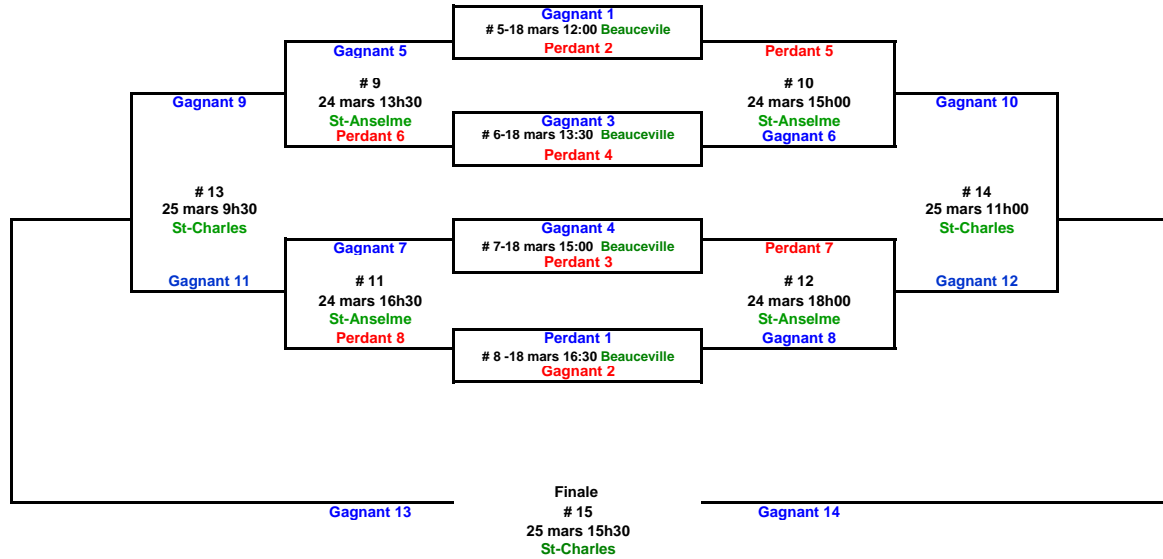 Gagnant 1
# 5-18 mars 12:00 Beaucevile
Perdant 2
Gagnant 5
Perdant 5
# 9
24 mars 13h30
St-Anselme
Perdant 6
# 10
24 mars 15h00
St-Anselme
Gagnant 6
Gagnant 9
Gagnant 10
Gagnant 3
# 6-18 mars 13:30 Beauceville
Perdant 4
# 13
25 mars 9h30
St-Charles
# 14
25 mars 11h00
St-Charles
Gagnant 4
# 7-18 mars 15:00 Beauceville
Perdant 3
Gagnant 7
Perdant 7
Gagnant 11
# 11
24 mars 16h30
St-Anselme
Perdant 8
# 12
24 mars 18h00
St-Anselme
Gagnant 8
Gagnant 12
Perdant 1
# 8 -18 mars 16:30 Beauceville
Gagnant 2
Finale
Gagnant 13
# 15
Gagnant 14
25 mars 15h30
St-Charles